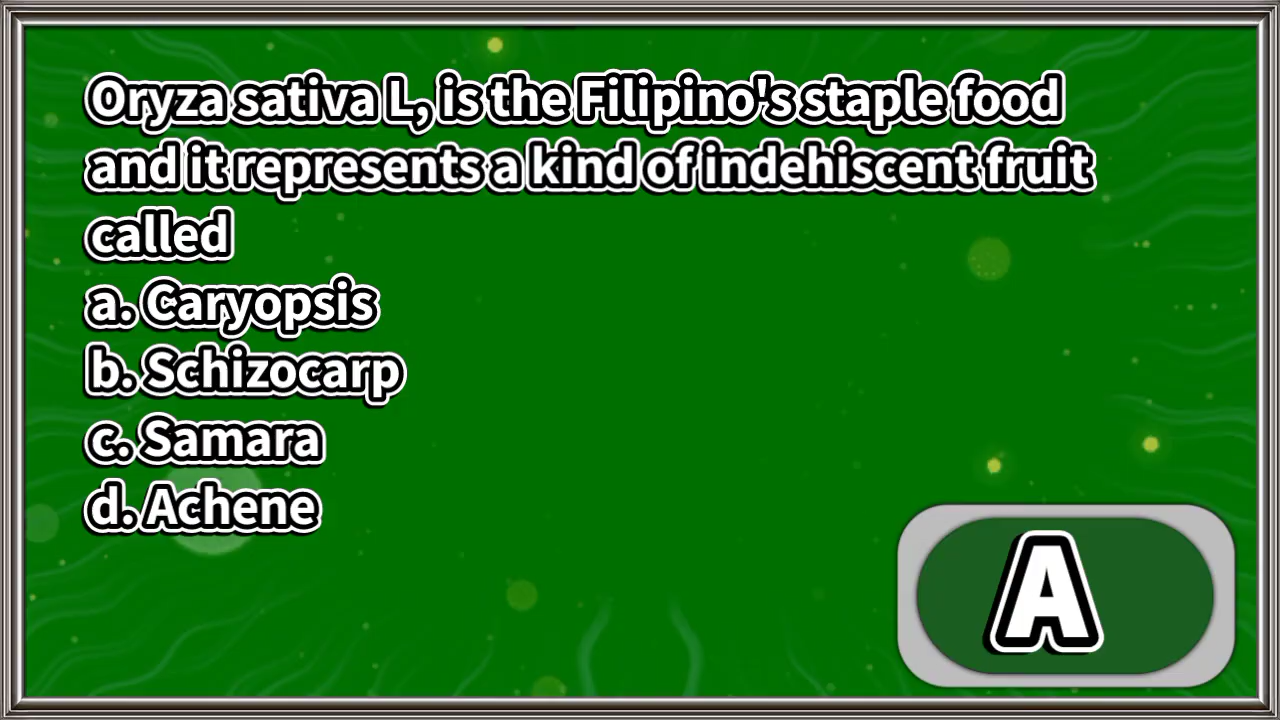 Oryza sativa L, is the Filipino's staple food
and it represents a kind of indehiscent fruit
called
a. Caryopsis
b. Schizocarp
c. Samara
d. Achene
A